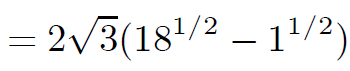 = 2√3(18^{1/2} − 1^{1/2})